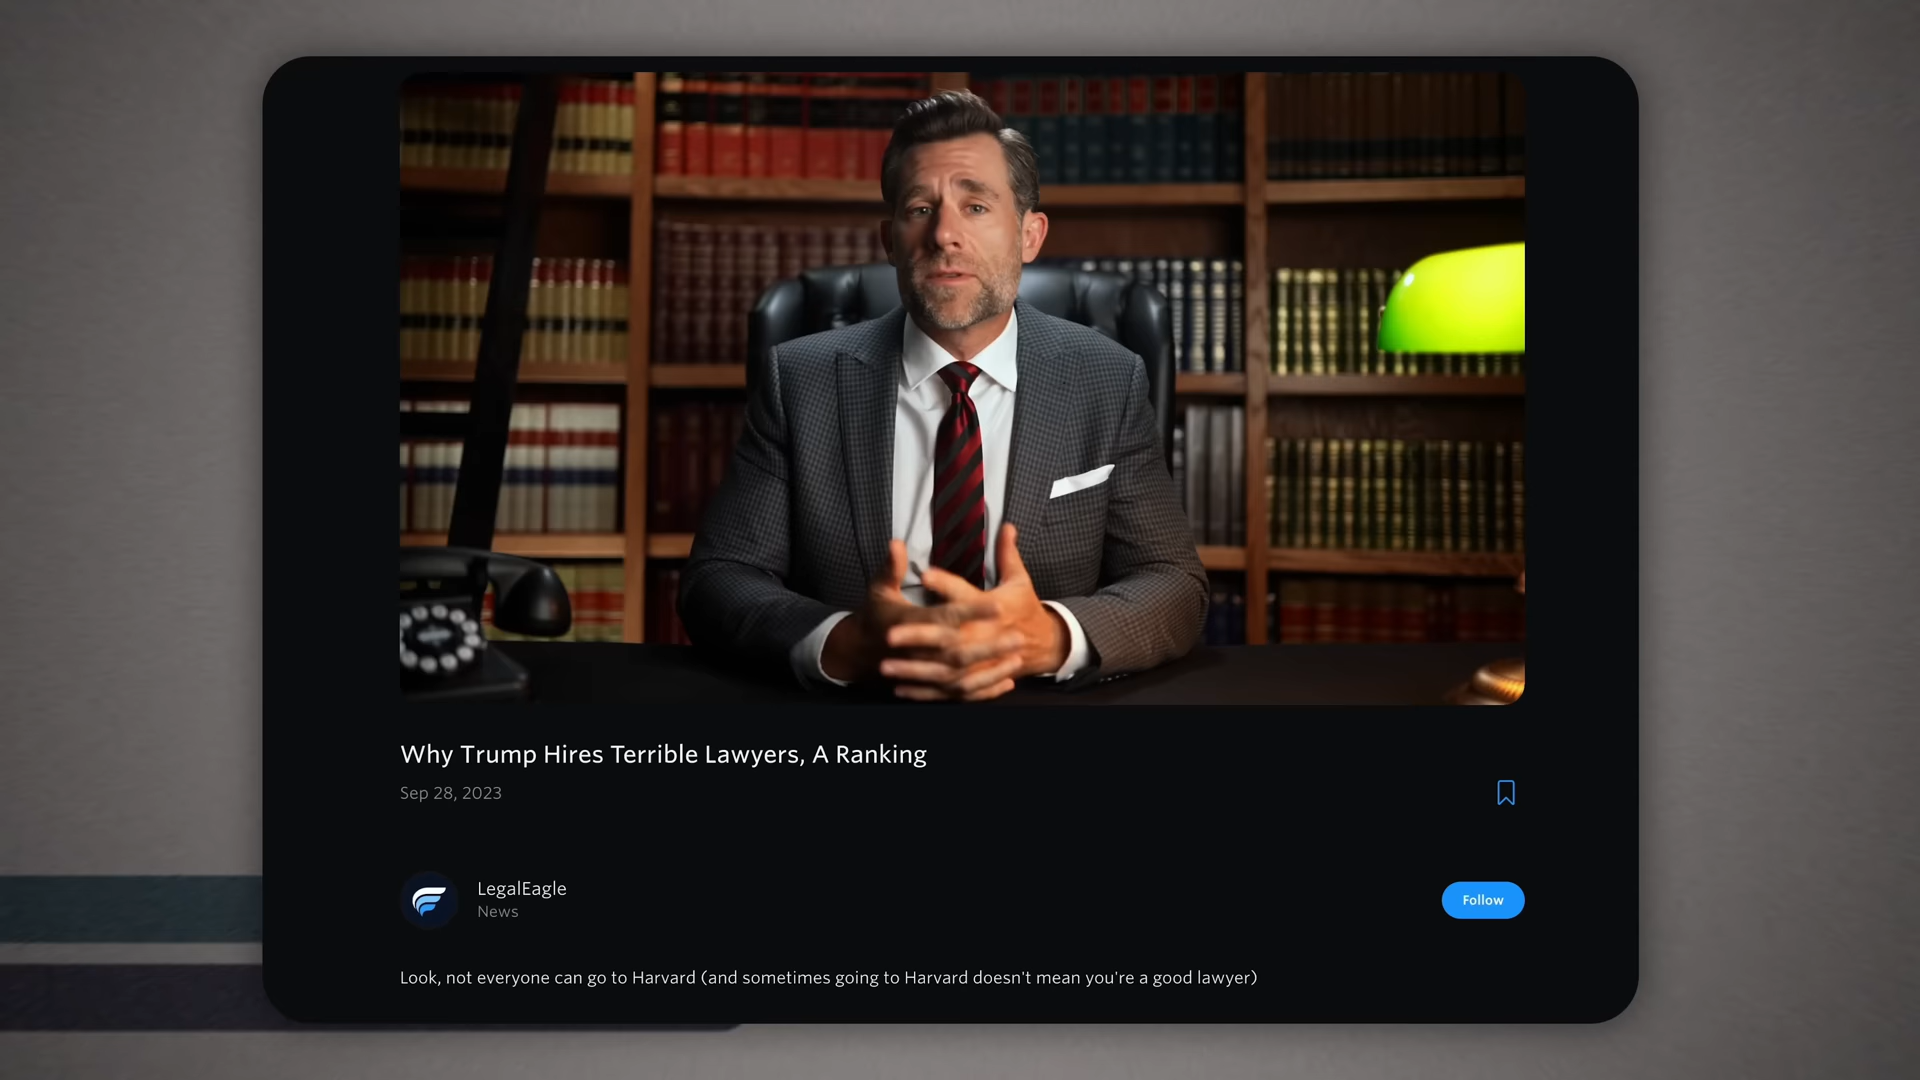 Why Trump Hires Terrible Lawyers, A Ranking
Sep 28, 2023
LegalEagle
News
Follow
Look, not everyone can go to Harvard (and sometimes going to Harvard doesn't mean you're a good lawyer)